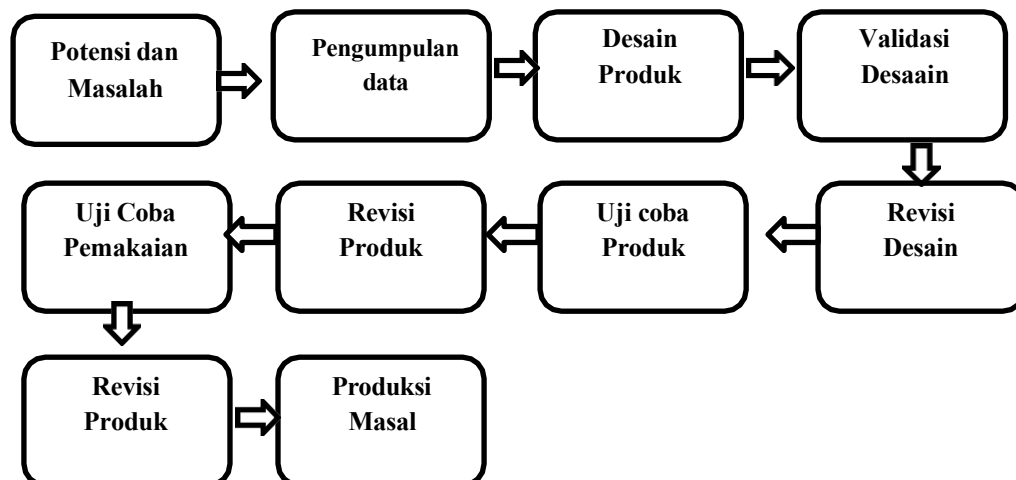 Potensi dan
Masalah
Pengumpulan
data
Desain
Produk
Validasi
Desaain
Revisi
Desain
Uji coba
Produk
Revisi
Produk
Uji Coba
Pemakaian
Revisi
Produk
Produksi
Masal